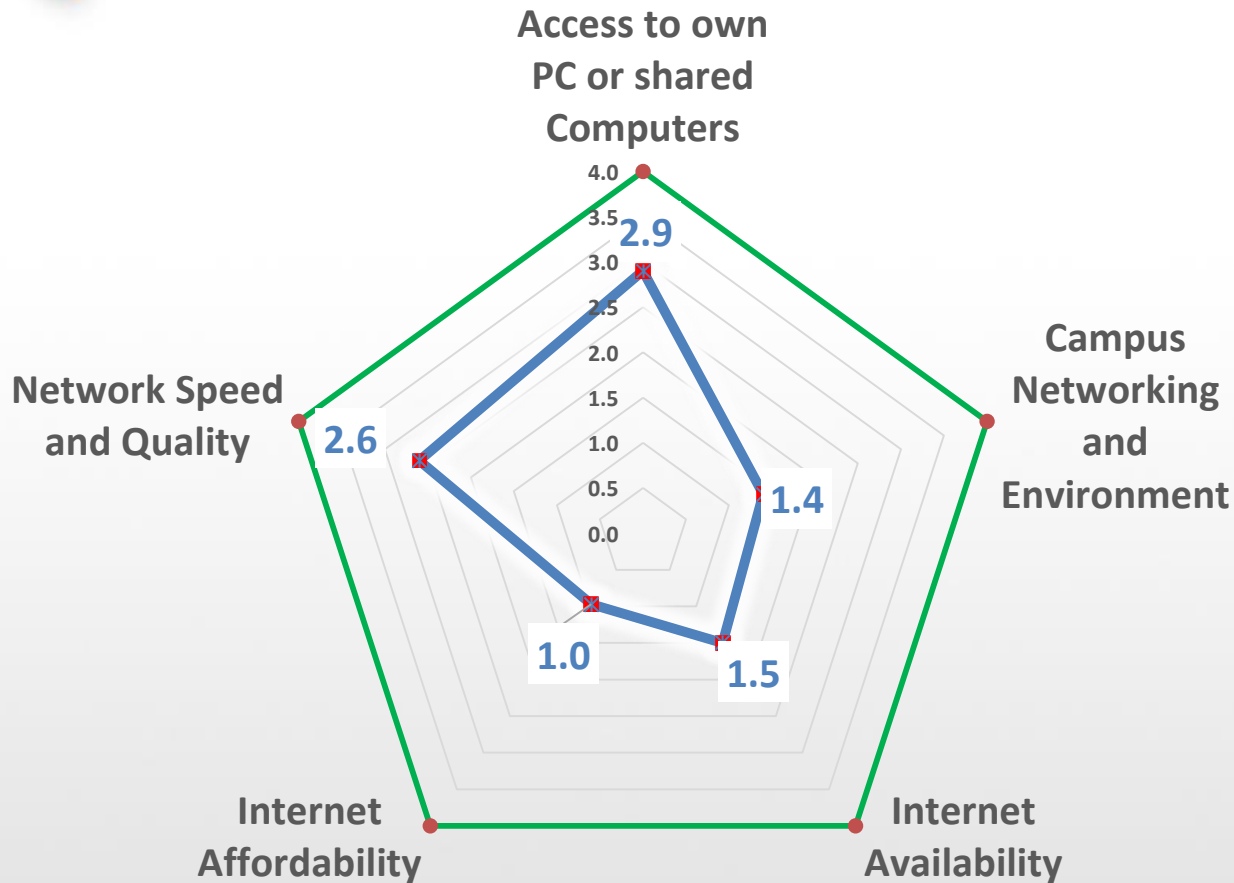 Access to own
PC or shared
Computers
4.0
3.5
2.9
3.0
2.5
2.0
1.5
1.0
0.5
0.0
Campus
Networking
and
Environment
1.4
Network Speed
and Quality
2.6
1.0
1.5
Internet
Affordability
Internet
Availability